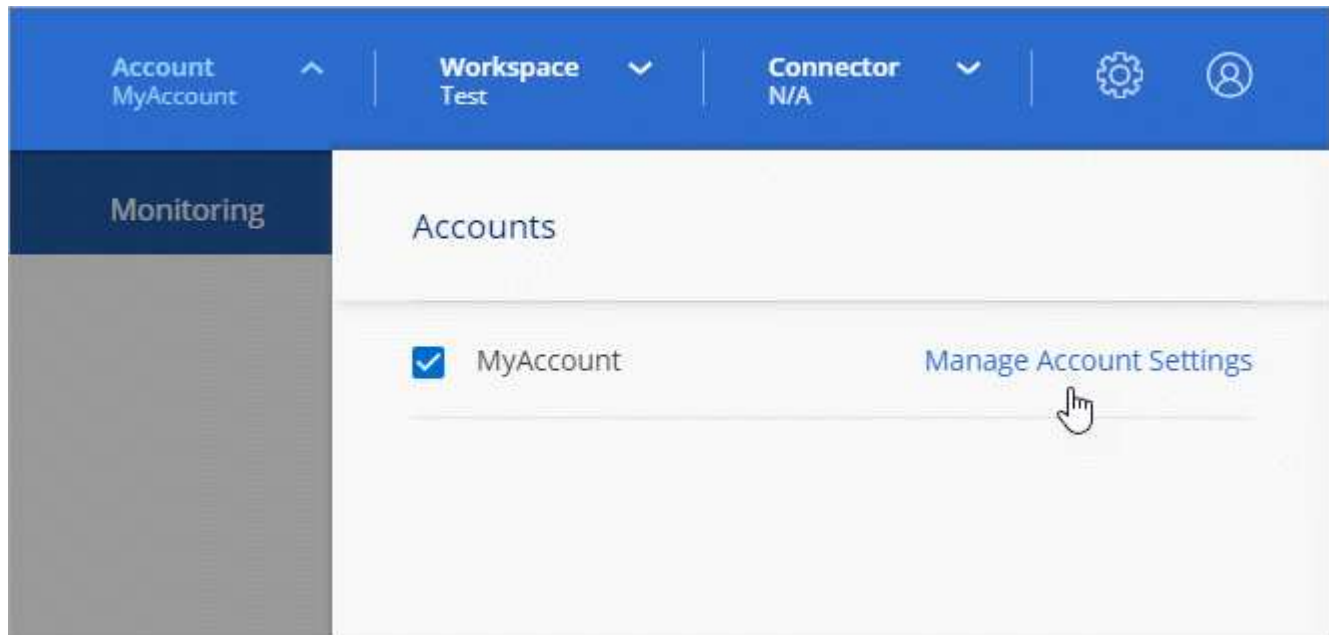 Account
MyAccount
Workspace
Test
Connector
N/A
Monitoring
Accounts
MyAccount
Manage Account Settings